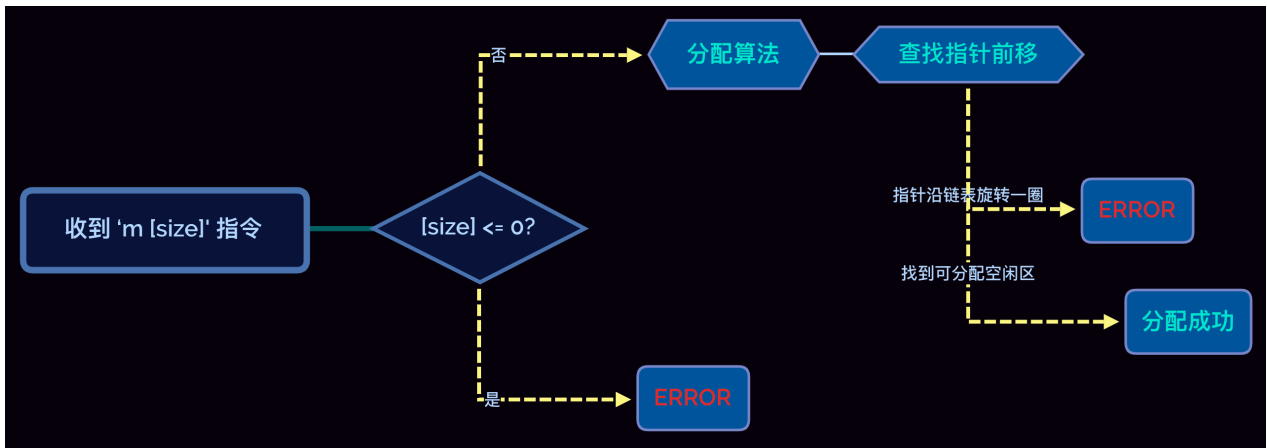 否
分配算法
查找指针前移
收到 ‘m [size]' 指令
[size] <= 0?
指针沿链表旋转一圈
ERROR
找到可分配空闲区
分配成功
是
ERROR